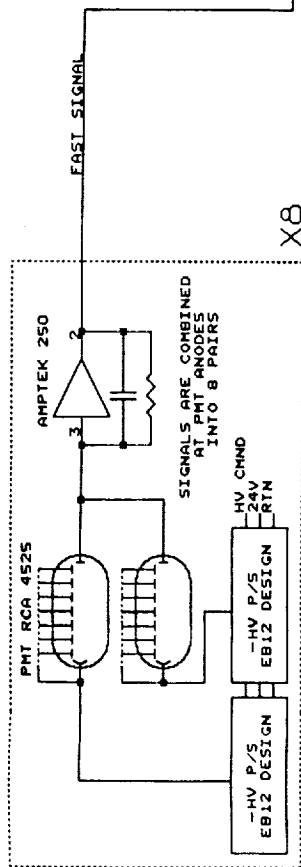 FAST SIGNAL
X8
AMPTEK 250
3
2
SIGNALS ARE COMBINED
AT PMT ANODES
INTO 8 PAIRS
PMT RCA 4525
HV CMND
24V
RTN
-HV P/S
EB12 DESIGN
-HV P/S
EB12 DESIGN